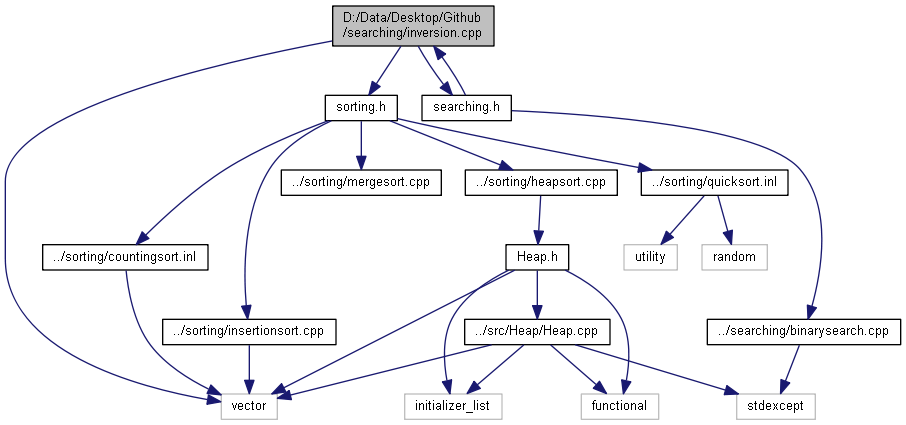 D:/Data/Desktop/Github
/searching/inversion.cpp
sorting.h
searching.h
../sorting/mergesort.cpp
../sorting/heapsort.cpp
../sorting/quicksort.inl
../sorting/countingsort.inl
Heap.h
utility
random
../sorting/insertionsort.cpp
../src/Heap/Heap.cpp
../searching/binarysearch.cpp
vector
initializer_list
functional
stdexcept